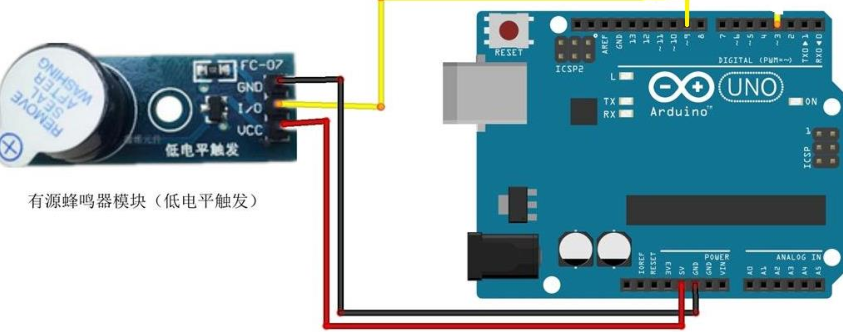 REMOVE
SEAL
AFTER
WASHING
FC-07
GND
I/O
VCC
低电平触发
有源蜂鸣器模块（低电平触发）
RESET
ICSP2
AREF
GND
13
12
~11
~10
~9
8
7
~6
~5
4
~3
2
TXD▶1
RXD◀0
DIGITAL (PWM=~)
L
TX
RX
Arduino™
UNO
ON
1
ICSP
IOREF
RESET
3V3
5V
GND
GND
VIN
POWER
ANALOG IN
A0
A1
A2
A3
A4
A5